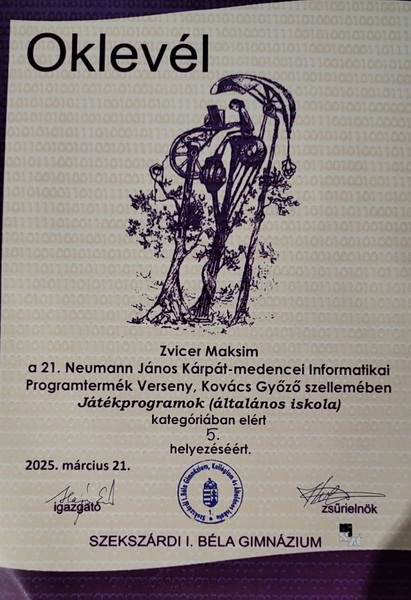 Oklevél
Zvicer Maksim
a 21. Neumann János Kárpát-medencei Informatikai
Programtermék Verseny, Kovács Győző szellemében
Játékprogramok (általános iskola)
kategóriában elért
5.
helyezéséért.
2025. március 21.
igazgató
zsűrielnök
SZEKSZÁRDI I. BÉLA GIMNÁZIUM